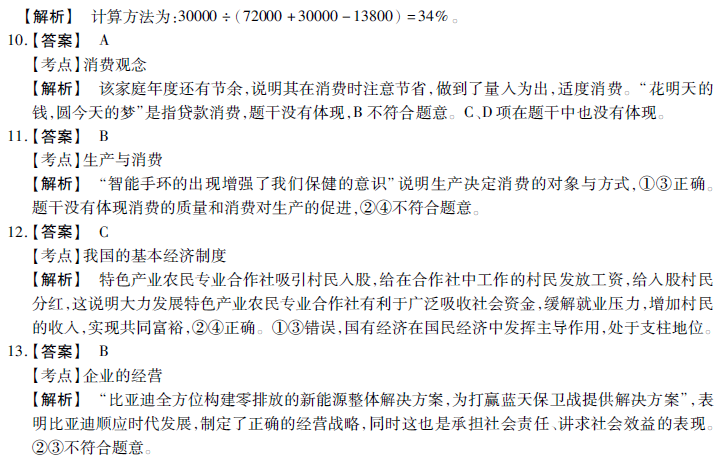 【解析】 计算方法为:30000÷(72000+30000-13800)=34%。
10.【答案】 A
【考点】消费观念
【解析】 该家庭年度还有节余,说明其在消费时注意节省,做到了量入为出,适度消费。“花明天的
钱,圆今天的梦”是指贷款消费,题干没有体现,B不符合题意。C、D项在题干中也没有体现。
11.【答案】 B
【考点】生产与消费
【解析】 “智能手环的出现增强了我们保健的意识”说明生产决定消费的对象与方式,①③正确。
题干没有体现消费的质量和消费对生产的促进,②④不符合题意。
12.【答案】 C
【考点】我国的基本经济制度
【解析】 特色产业农民专业合作社吸引村民入股,给在合作社中工作的村民发放工资,给入股村民
分红,这说明大力发展特色产业农民专业合作社有利于广泛吸收社会资金,缓解就业压力,增加村民
的收入,实现共同富裕,②④正确。①③错误,国有经济在国民经济中发挥主导作用,处于支柱地位。
13.【答案】 B
【考点】企业的经营
【解析】 “比亚迪全方位构建零排放的新能源整体解决方案,为打赢蓝天保卫战提供解决方案”,表
明比亚迪顺应时代发展,制定了正确的经营战略,同时这也是承担社会责任、讲求社会效益的表现。
②③不符合题意。